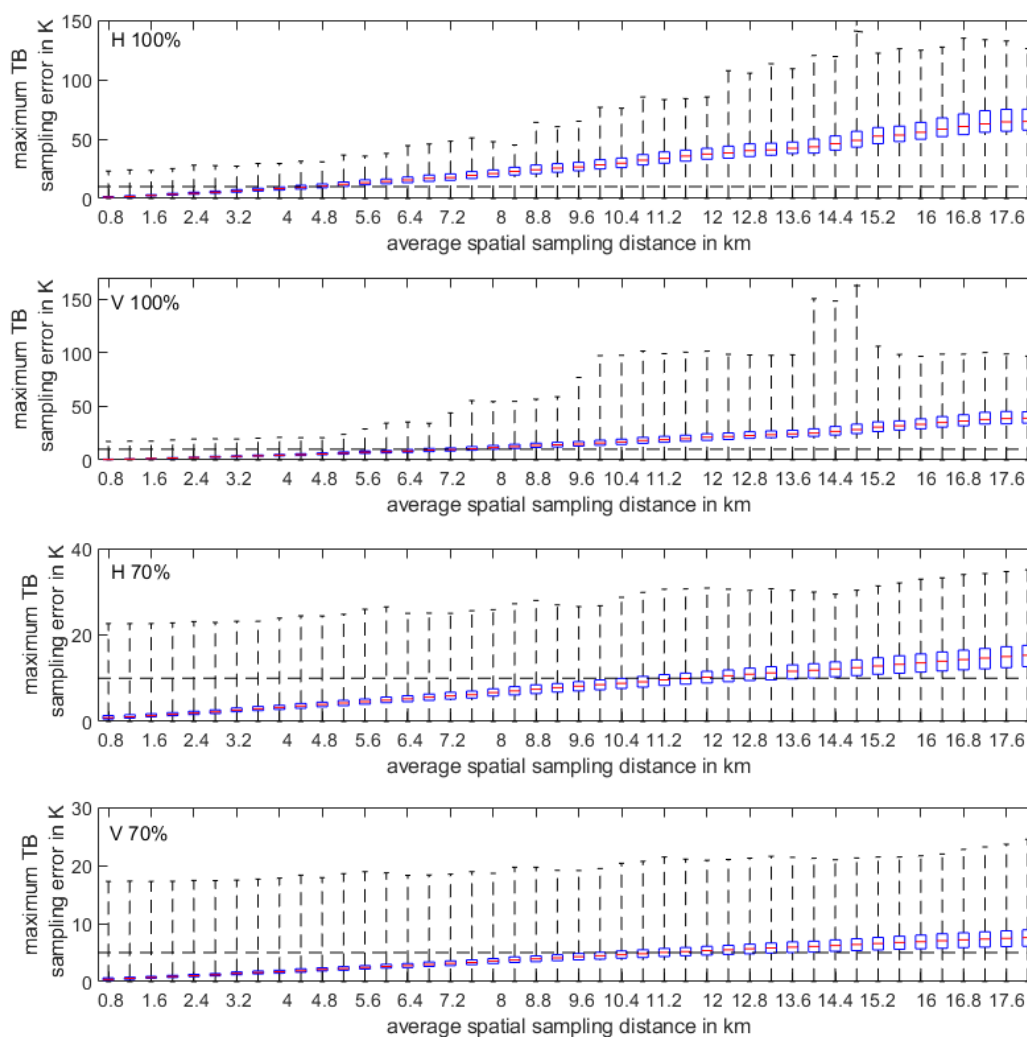 maximum TB
sampling error in K
150
100
50
0
H 100%
0.8 1.6 2.4 3.2 4 4.8 5.6 6.4 7.2 8 8.8 9.6 10.4 11.2 12 12.8 13.6 14.4 15.2 16 16.8 17.6
average spatial sampling distance in km
maximum TB
sampling error in K
150
100
50
0
V 100%
0.8 1.6 2.4 3.2 4 4.8 5.6 6.4 7.2 8 8.8 9.6 10.4 11.2 12 12.8 13.6 14.4 15.2 16 16.8 17.6
average spatial sampling distance in km
maximum TB
sampling error in K
40
20
0
H 70%
0.8 1.6 2.4 3.2 4 4.8 5.6 6.4 7.2 8 8.8 9.6 10.4 11.2 12 12.8 13.6 14.4 15.2 16 16.8 17.6
average spatial sampling distance in km
maximum TB
sampling error in K
30
20
10
0
V 70%
0.8 1.6 2.4 3.2 4 4.8 5.6 6.4 7.2 8 8.8 9.6 10.4 11.2 12 12.8 13.6 14.4 15.2 16 16.8 17.6
average spatial sampling distance in km